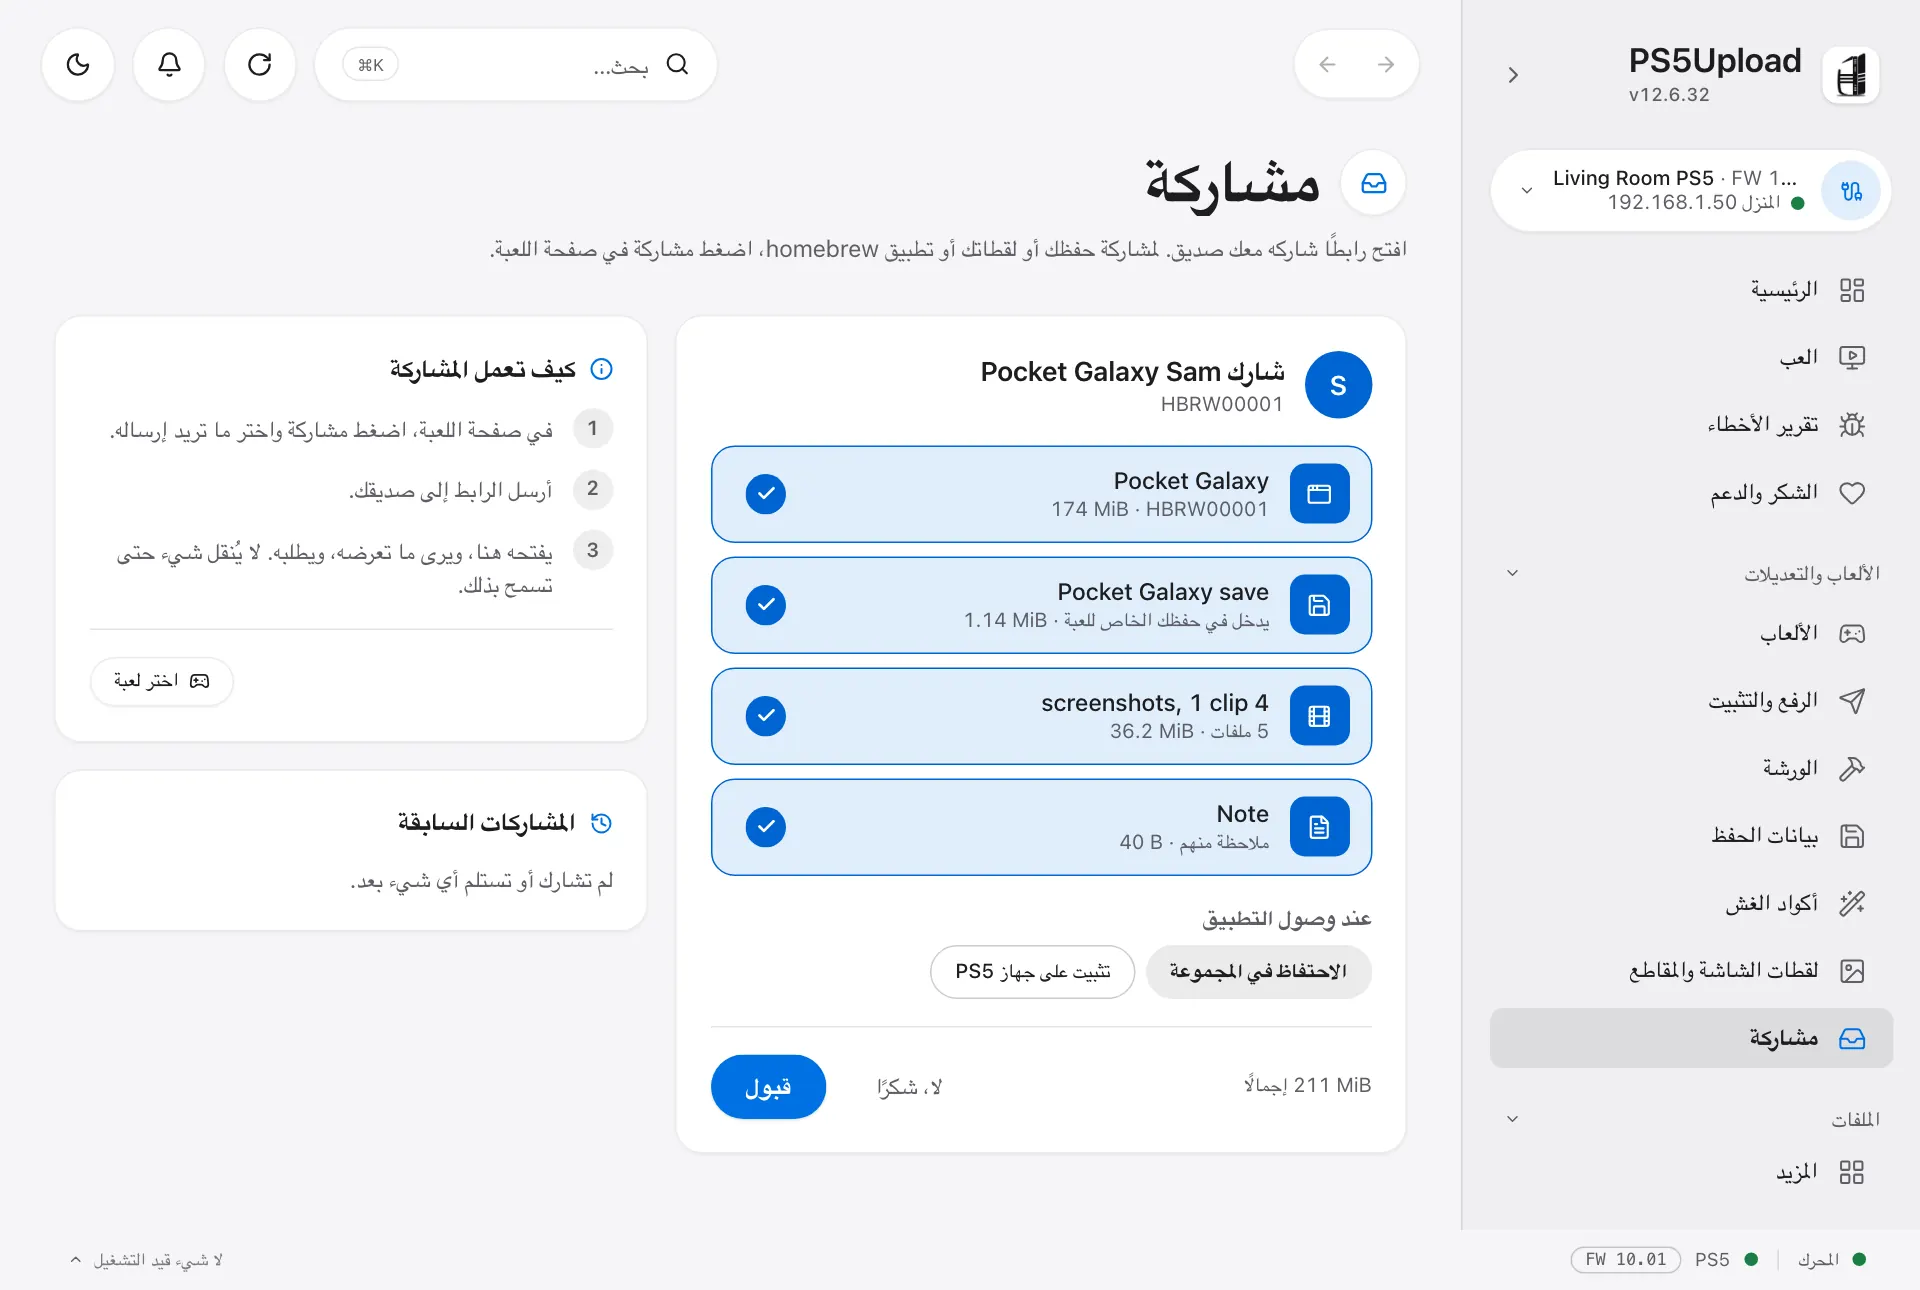 PS5Upload
v12.6.32
Living Room PS5 · FW 1...
المنزل 192.168.1.50
الرئيسية
العب
تقرير الأخطاء
الشكر والدعم
الألعاب والتعديلات
الألعاب
الرفع والتثبيت
الورشة
بيانات الحفظ
أكواد الغش
لقطات الشاشة والمقاطع
مشاركة
الملفات
المزيد
بحث...
⌘K
مشاركة
افتح رابطًا شاركه معك صديق. لمشاركة حفظك أو لقطاتك أو تطبيق homebrew، اضغط مشاركة في صفحة اللعبة.
S
شارك Pocket Galaxy Sam
HBRW00001
Pocket Galaxy
174 MiB · HBRW00001
Pocket Galaxy save
يدخل في حفظك الخاص للعبة · 1.14 MiB
screenshots, 1 clip 4
5 ملفات · 36.2 MiB
Note
ملاحظة منهم · 40 B
عند وصول التطبيق
الاحتفاظ في المجموعة
تثبيت على جهاز PS5
211 MiB إجمالًا
لا، شكرًا
قبول
كيف تعمل المشاركة
1 في صفحة اللعبة، اضغط مشاركة واختر ما تريد إرساله.
2 أرسل الرابط إلى صديقك.
3 يفتحه هنا، ويرى ما تعرضه، ويطلبه. لا يُنقل شيء حتى
تسمح بذلك.
اختر لعبة
المشاركات السابقة
لم تشارك أو تستلم أي شيء بعد.
المحرك
PS5
FW 10.01
لا شيء قيد التشغيل